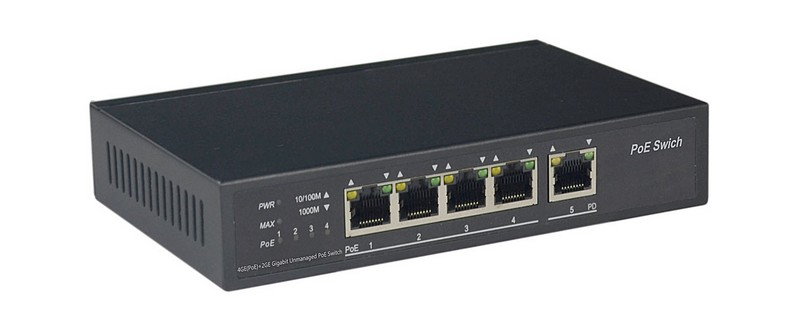 PoE Swich
PWR 10/100M ▲
1000M ▼
MAX
1 2 3 4
PoE
PoE 1 2 3 4 5 PD
4GE(PoE)+2GE Gigabit Unmanaged PoE Switch